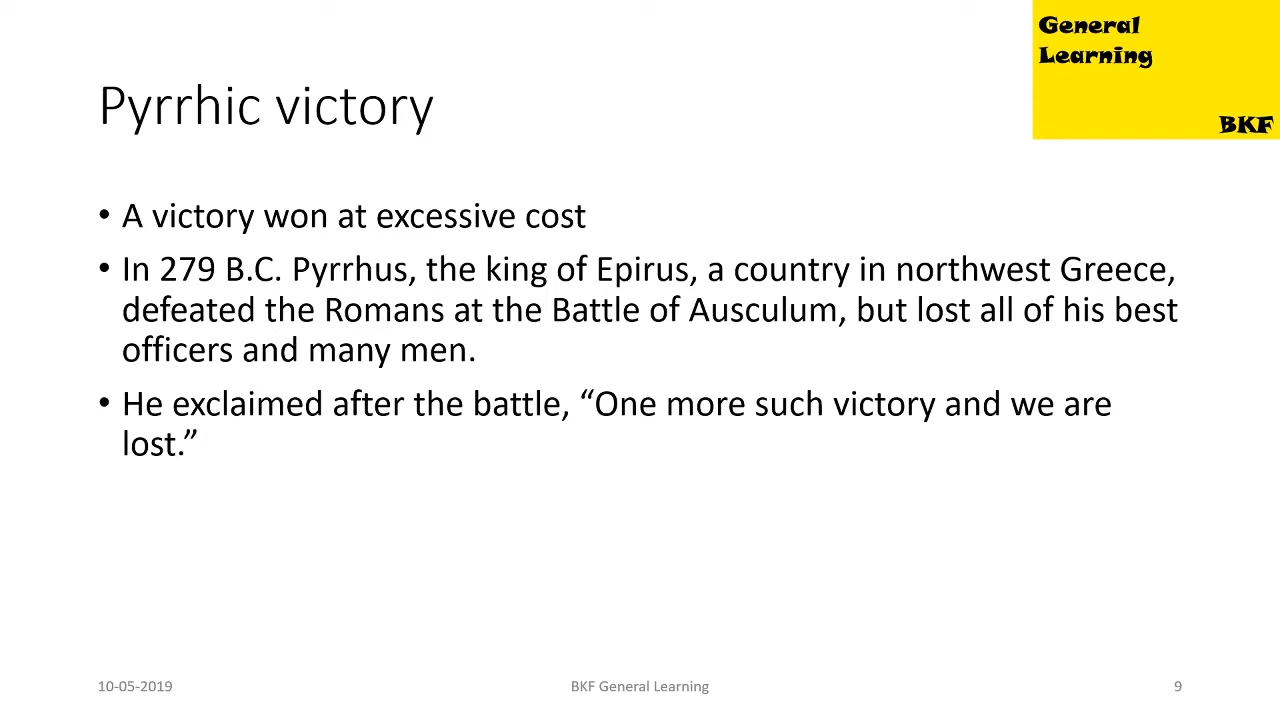 General
Learning
BKF
Pyrrhic victory
• A victory won at excessive cost
• In 279 B.C. Pyrrhus, the king of Epirus, a country in northwest Greece,
defeated the Romans at the Battle of Ausculum, but lost all of his best
officers and many men.
• He exclaimed after the battle, “One more such victory and we are
lost.”
10-05-2019
BKF General Learning
9